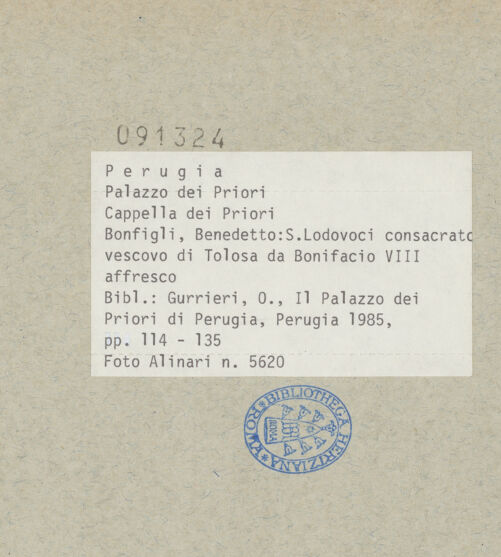 091324
Perugia
Palazzo dei Priori
Cappella dei Priori
Bonfigli, Benedetto:S.Lodovoci consacrato
vescovo di Tolosa da Bonifacio VIII
affresco
Bibl.: Gurrieri, O., Il Palazzo dei
Priori di Perugia, Perugia 1985,
pp. 114 - 135
Foto Alinari n. 5620
BIBLIOTHECA HERTZIANA * ROMA *